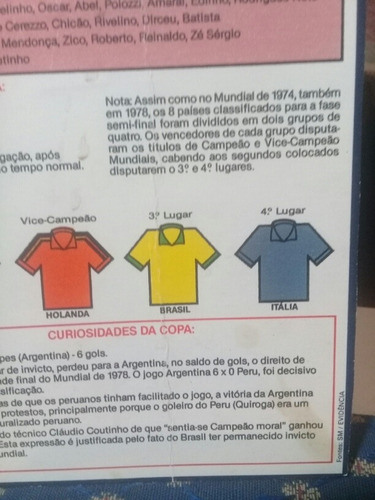 elinho, Oscar, Abel, Polozzi, Amaral, Edinho, Rodrigues Neto
Cerezzo, Chicão, Rivelino, Dirceu, Batista
Mendonça, Zico, Roberto, Reinaldo, Zé Sérgio
tinho
Nota: Assim como no Mundial de 1974, também
em 1978, os 8 países classificados para a fase
semi-final foram divididos em dois grupos de
quatro. Os vencedores de cada grupo disputa-
ram os títulos de Campeão e Vice-Campeão
Mundiais, cabendo aos segundos colocados
disputarem o 3º e 4º lugares.
gação, após
o tempo normal.
Vice-Campeão
3º Lugar
4º Lugar
HOLANDA
BRASIL
ITÁLIA
CURIOSIDADES DA COPA:
pes (Argentina) - 6 gols.
r de invicto, perdeu para a Argentina, no saldo de gols, o direito de
de final do Mundial de 1978. O jogo Argentina 6 x 0 Peru, foi decisivo
sificação.
as de que os peruanos tinham facilitado o jogo, a vitória da Argentina
protestos, principalmente porque o goleiro do Peru (Quiroga) era um
uralizado peruano.
do técnico Cláudio Coutinho de que "sentia-se Campeão moral" ganhou
Esta expressão é justificada pelo fato do Brasil ter permanecido invicto
undial.
Fontes: SM / EVIDÊNCIA